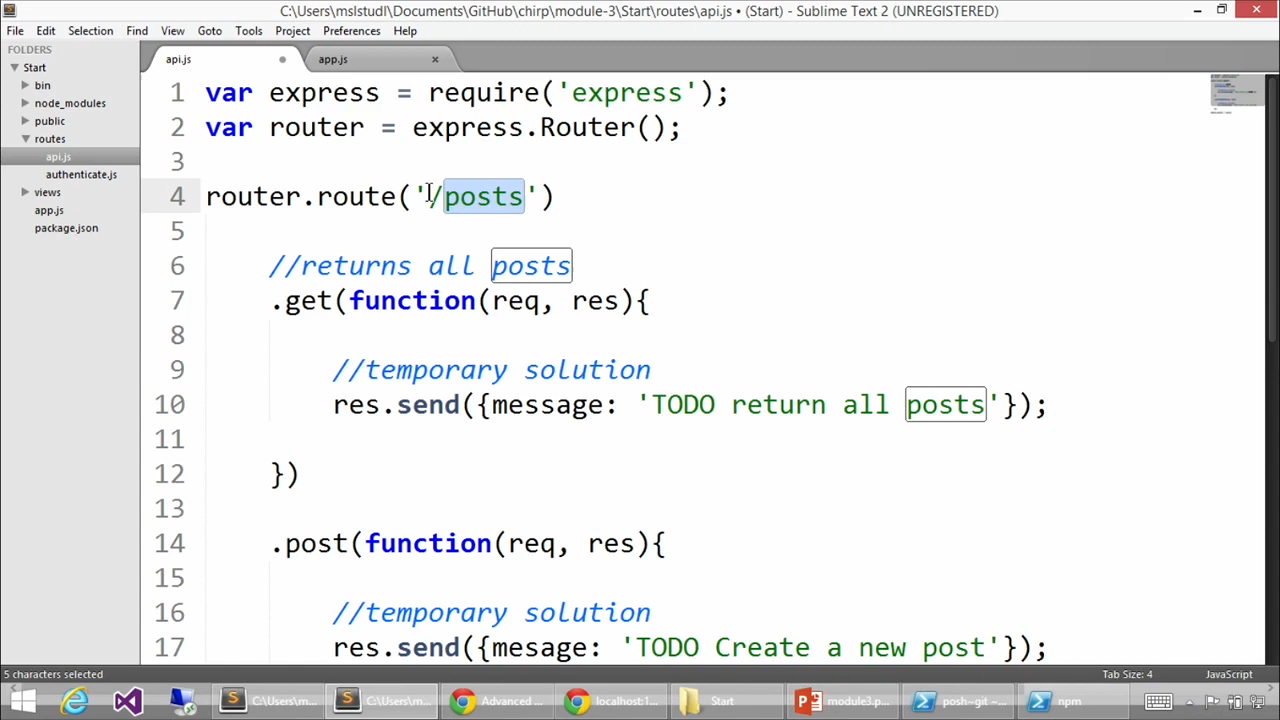 C:\Users\mslstudl\Documents\GitHub\chirp\module-3\Start\routes\api.js • (Start) - Sublime Text 2 (UNREGISTERED)
File Edit Selection Find View Goto Tools Project Preferences Help
FOLDERS
Start
bin
node_modules
public
routes
api.js
authenticate.js
views
app.js
package.json
api.js app.js
1 var express = require('express');
2 var router = express.Router();
3
4 router.route('/posts')
5
6 //returns all posts
7 .get(function(req, res){
8
9 //temporary solution
10 res.send({message: 'TODO return all posts'});
11
12 })
13
14 .post(function(req, res){
15
16 //temporary solution
17 res.send({mesage: 'TODO Create a new post'});
5 characters selected Tab Size: 4 JavaScript
C:\Users\m... C:\Users\m... Advanced ... localhost:1... Start module3.p... posh~git ~... npm